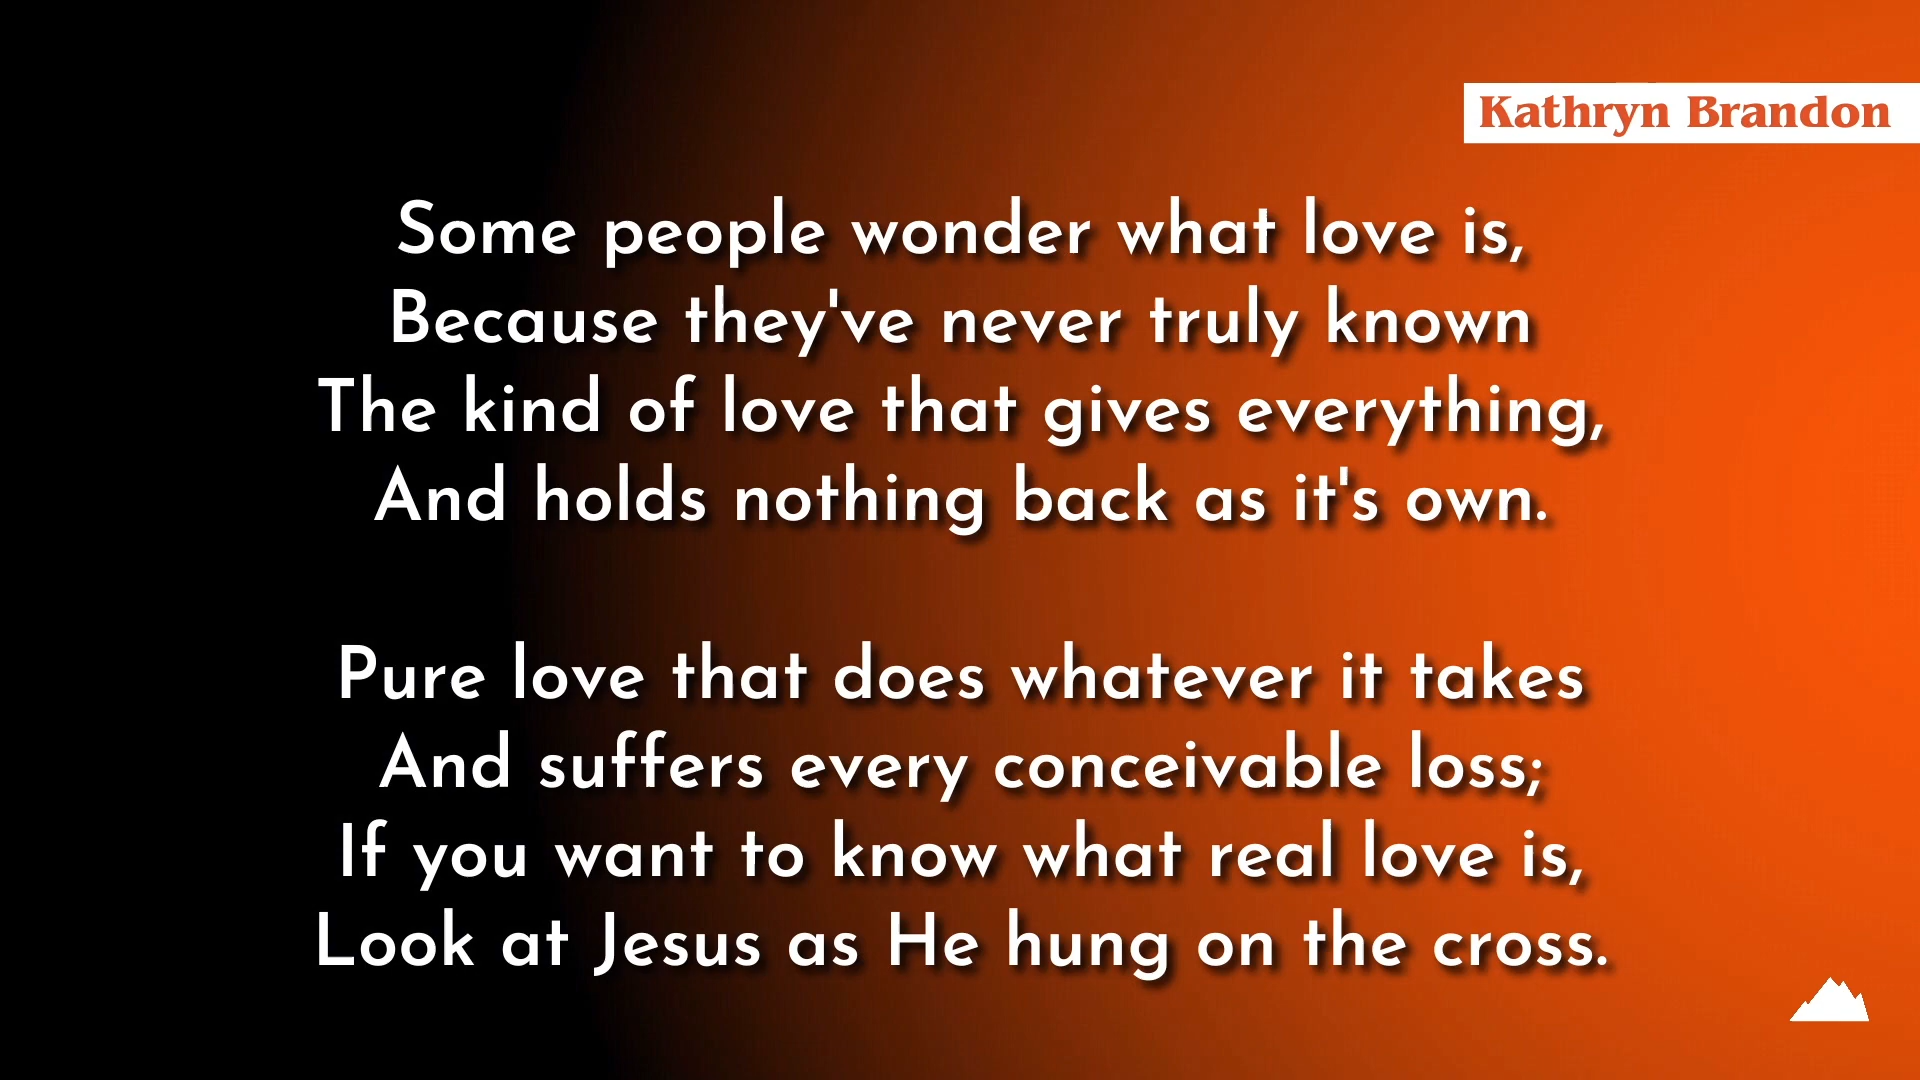 Kathryn Brandon
Some people wonder what love is,
Because they've never truly known
The kind of love that gives everything,
And holds nothing back as it's own.
Pure love that does whatever it takes
And suffers every conceivable loss;
If you want to know what real love is,
Look at Jesus as He hung on the cross.